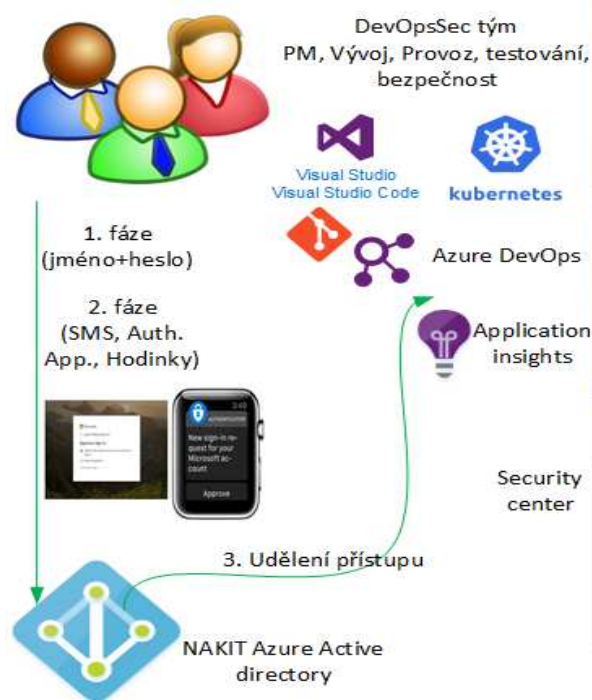 DevOpsSec tým
PM, Vývoj, Provoz, testování,
bezpečnost
Visual Studio
Visual Studio Code
kubernetes
1. fáze
(jméno+heslo)
Azure DevOps
2. fáze
(SMS, Auth.
App., Hodinky)
Application
insights
New sign-in re-
quest for your
Microsoft ac-
count
Approve
Security
center
3. Udělení přístupu
NAKIT Azure Active
directory